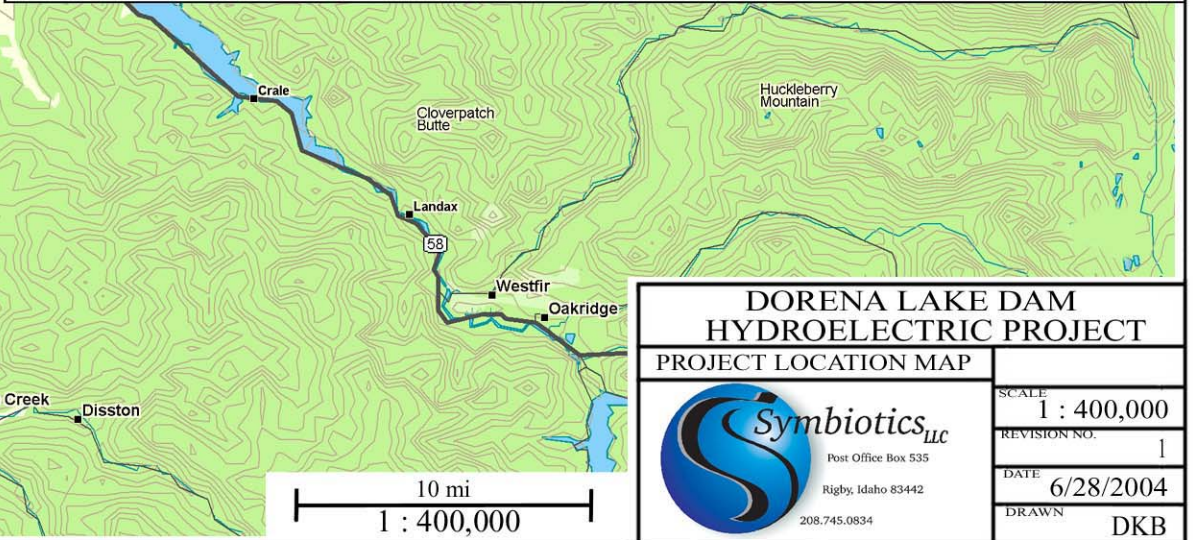 Crale
Cloverpatch
Butte
Huckleberry
Mountain
Landax
58
Westfir
Oakridge
Creek
Disston
10 mi
1 : 400,000
DORENA LAKE DAM
HYDROELECTRIC PROJECT
PROJECT LOCATION MAP
Symbiotics LLC
Post Office Box 535
Rigby, Idaho 83442
208.745.0834
SCALE
1 : 400,000
REVISION NO.
1
DATE
6/28/2004
DRAWN
DKB